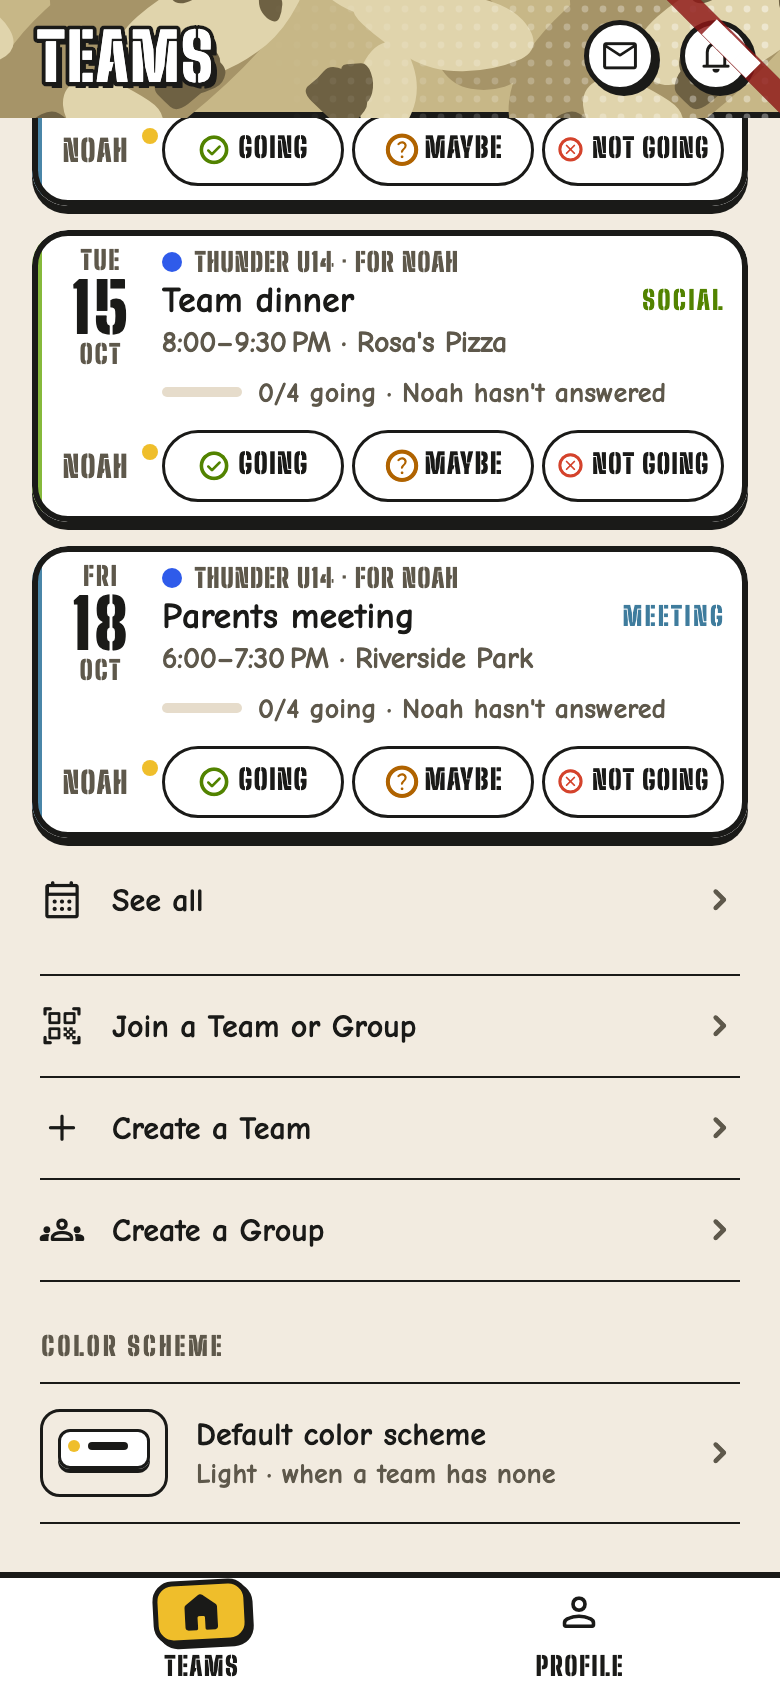 TEAMS
NOAH GOING MAYBE NOT GOING
TUE
15
OCT
THUNDER U14 · FOR NOAH
Team dinner SOCIAL
8:00–9:30 PM · Rosa's Pizza
0/4 going · Noah hasn't answered
NOAH GOING MAYBE NOT GOING
FRI
18
OCT
THUNDER U14 · FOR NOAH
Parents meeting MEETING
6:00–7:30 PM · Riverside Park
0/4 going · Noah hasn't answered
NOAH GOING MAYBE NOT GOING
See all
Join a Team or Group
Create a Team
Create a Group
COLOR SCHEME
Default color scheme
Light · when a team has none
TEAMS PROFILE